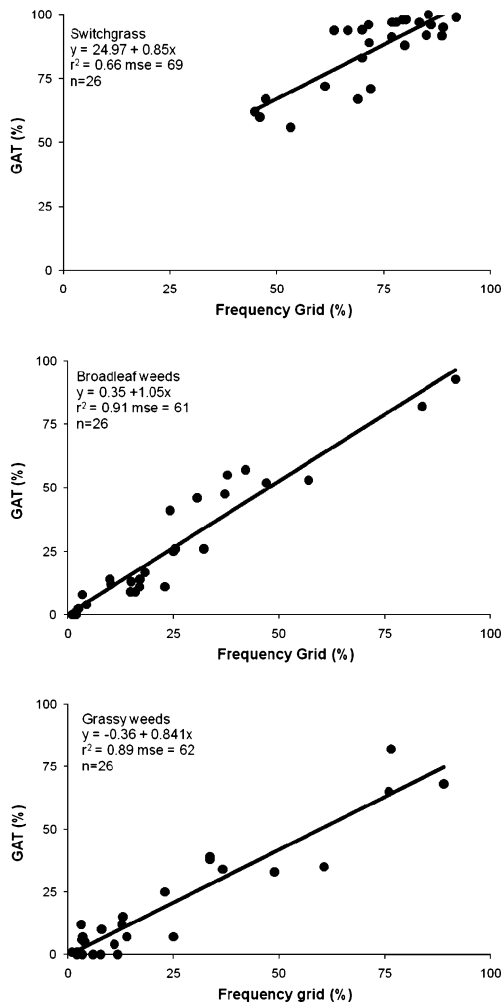 100
Switchgrass
y = 24.97 + 0.85x
r² = 0.66 mse = 69
n=26
75
GAT (%)
50
25
0
0 25 50 75 100
Frequency Grid (%)
100
Broadleaf weeds
y = 0.35 +1.05x
r² = 0.91 mse = 61
n=26
75
GAT (%)
50
25
0
0 25 50 75 100
Frequency Grid (%)
100
Grassy weeds
y = -0.36 + 0.841x
r² = 0.89 mse = 62
n=26
75
GAT (%)
50
25
0
0 25 50 75 100
Frequency grid (%)